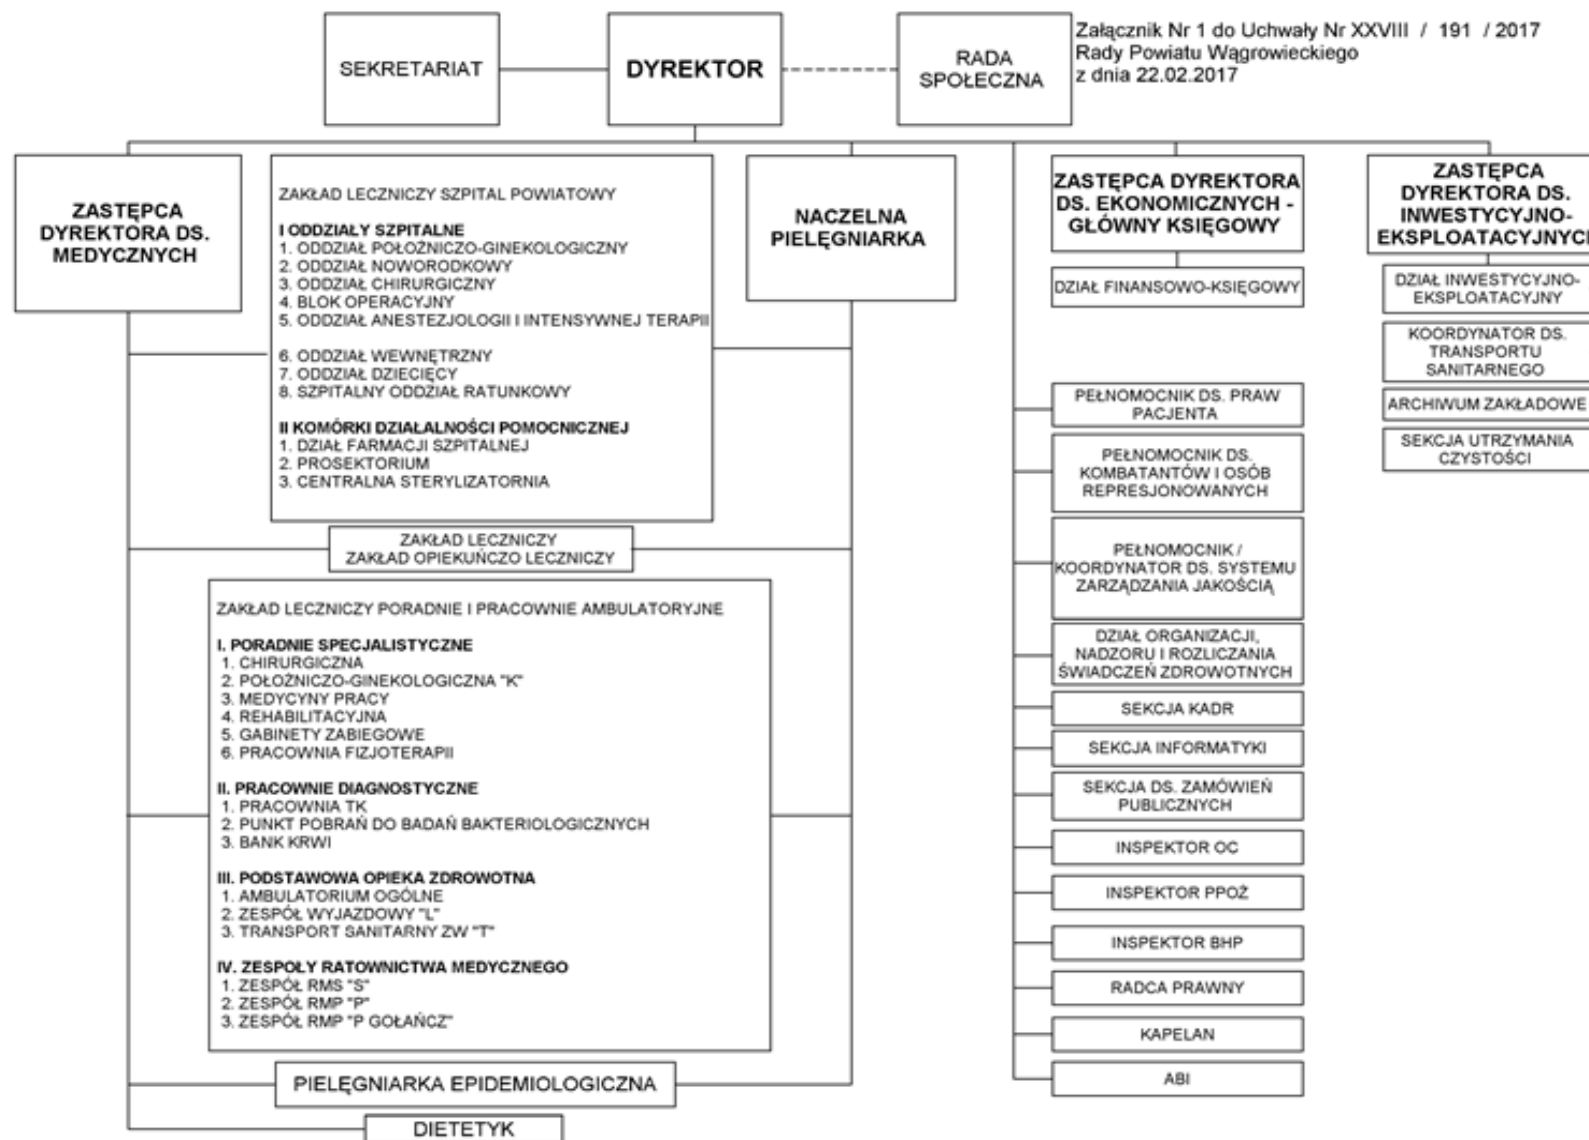 SEKRETARIAT
DYREKTOR
RADA
SPOŁECZNA
Załącznik Nr 1 do Uchwały Nr XXVIII / 191 / 2017
Rady Powiatu Wągrowieckiego
z dnia 22.02.2017
ZASTĘPCA
DYREKTORA DS.
MEDYCZNYCH
ZAKŁAD LECZNICZY SZPITAL POWIATOWY
I ODDZIAŁY SZPITALNE
1. ODDZIAŁ POŁOŻNICZO-GINEKOLOGICZNY
2. ODDZIAŁ NOWORODKOWY
3. ODDZIAŁ CHIRURGICZNY
4. BLOK OPERACYJNY
5. ODDZIAŁ ANESTEZJOLOGII I INTENSYWNEJ TERAPII
6. ODDZIAŁ WEWNĘTRZNY
7. ODDZIAŁ DZIECIĘCY
8. SZPITALNY ODDZIAŁ RATUNKOWY
II KOMÓRKI DZIAŁALNOŚCI POMOCNICZEJ
1. DZIAŁ FARMACJI SZPITALNEJ
2. PROSEKTORIUM
3. CENTRALNA STERYLIZATORNIA
NACZELNA
PIELĘGNIARKA
ZAKŁAD LECZNICZY
ZAKŁAD OPIEKUŃCZO LECZNICZY
ZAKŁAD LECZNICZY PORADNIE I PRACOWNIE AMBULATORYJNE
I. PORADNIE SPECJALISTYCZNE
1. CHIRURGICZNA
2. POŁOŻNICZO-GINEKOLOGICZNA "K"
3. MEDYCYNY PRACY
4. REHABILITACYJNA
5. GABINETY ZABIEGOWE
6. PRACOWNIA FIZJOTERAPII
II. PRACOWNIE DIAGNOSTYCZNE
1. PRACOWNIA TK
2. PUNKT POBRAŃ DO BADAŃ BAKTERIOLOGICZNYCH
3. BANK KRWI
III. PODSTAWOWA OPIEKA ZDROWOTNA
1. AMBULATORIUM OGÓLNE
2. ZESPÓŁ WYJAZDOWY "L"
3. TRANSPORT SANITARNY ZW "T"
IV. ZESPOŁY RATOWNICTWA MEDYCZNEGO
1. ZESPÓŁ RMS "S"
2. ZESPÓŁ RMP "P"
3. ZESPÓŁ RMP "P GOŁAŃCZ"
PIELĘGNIARKA EPIDEMIOLOGICZNA
DIETETYK
ZASTĘPCA DYREKTORA
DS. EKONOMICZNYCH -
GŁÓWNY KSIĘGOWY
DZIAŁ FINANSOWO-KSIĘGOWY
PEŁNOMOCNIK DS. PRAW
PACJENTA
PEŁNOMOCNIK DS.
KOMBATANTÓW I OSÓB
REPRESJONOWANYCH
PEŁNOMOCNIK /
KOORDYNATOR DS. SYSTEMU
ZARZĄDZANIA JAKOŚCIĄ
DZIAŁ ORGANIZACJI,
NADZORU I ROZLICZANIA
ŚWIADCZEŃ ZDROWOTNYCH
SEKCJA KADR
SEKCJA INFORMATYKI
SEKCJA DS. ZAMÓWIEŃ
PUBLICZNYCH
INSPEKTOR OC
INSPEKTOR PPOŻ
INSPEKTOR BHP
RADCA PRAWNY
KAPELAN
ABI
ZASTĘPCA
DYREKTORA DS.
INWESTYCYJNO-
EKSPLOATACYJNYCH
DZIAŁ INWESTYCYJNO-
EKSPLOATACYJNY
KOORDYNATOR DS.
TRANSPORTU
SANITARNEGO
ARCHIWUM ZAKŁADOWE
SEKCJA UTRZYMANIA
CZYSTOŚCI